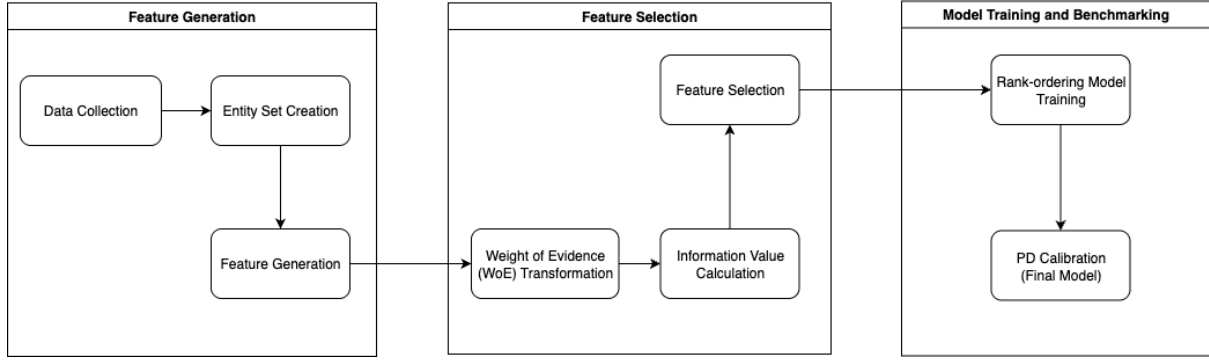 Feature Generation
Data Collection
Entity Set Creation
Feature Generation
Feature Selection
Weight of Evidence
(WoE) Transformation
Information Value
Calculation
Feature Selection
Model Training and Benchmarking
Rank-ordering Model
Training
PD Calibration
(Final Model)